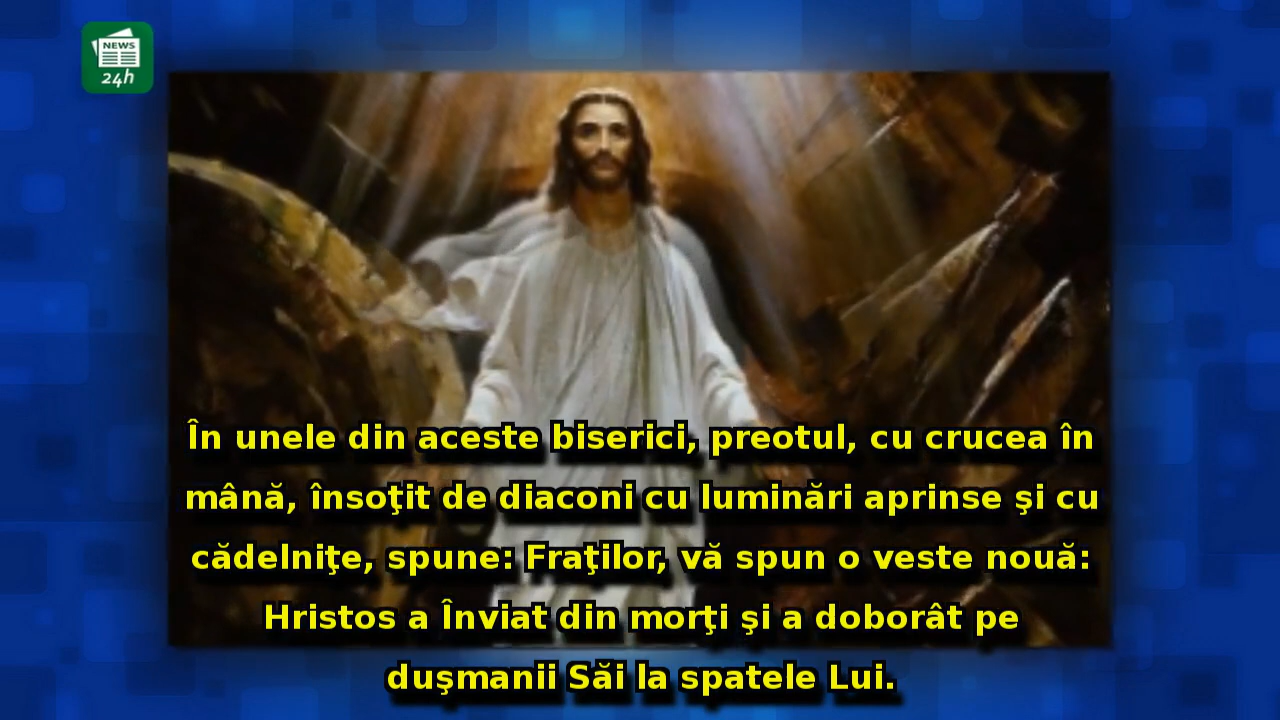 NEWS
24h
În unele din aceste biserici, preotul, cu crucea în
mână, însoţit de diaconi cu luminări aprinse şi cu
cădelniţe, spune: Fraţilor, vă spun o veste nouă:
Hristos a Înviat din morţi şi a doborât pe
duşmanii Săi la spatele Lui.